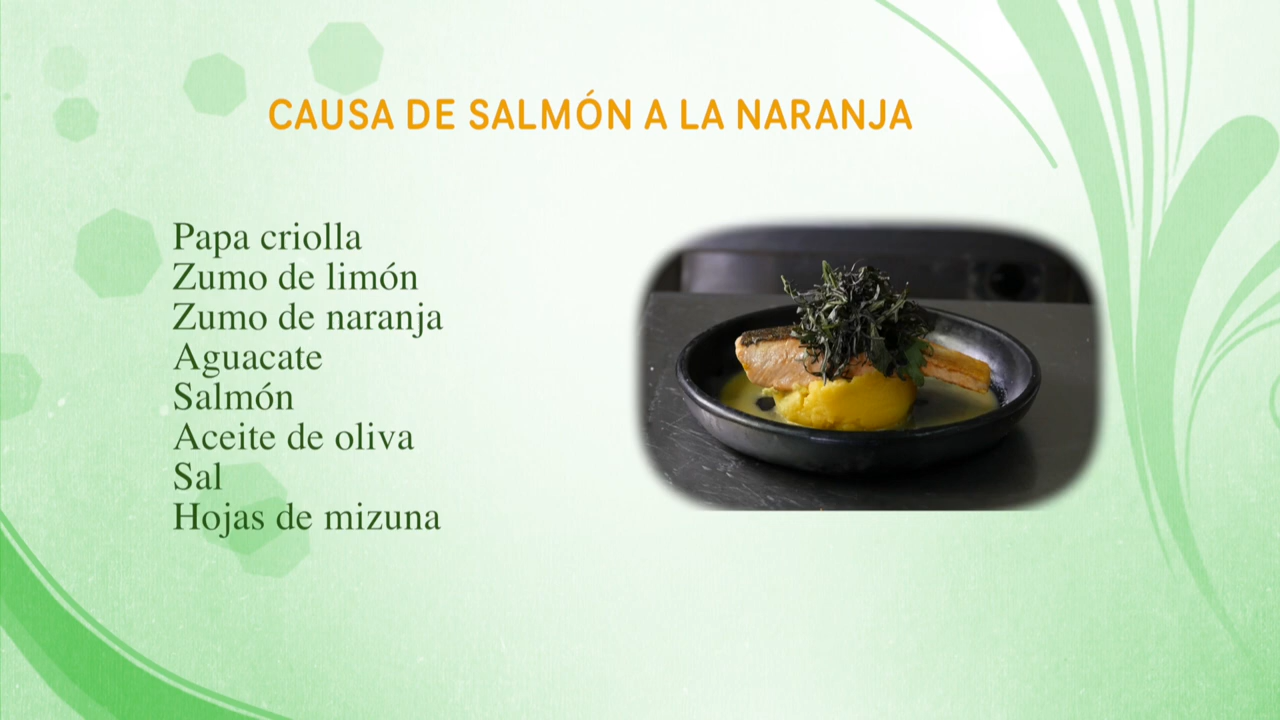 CAUSA DE SALMÓN A LA NARANJA
Papa criolla
Zumo de limón
Zumo de naranja
Aguacate
Salmón
Aceite de oliva
Sal
Hojas de mizuna